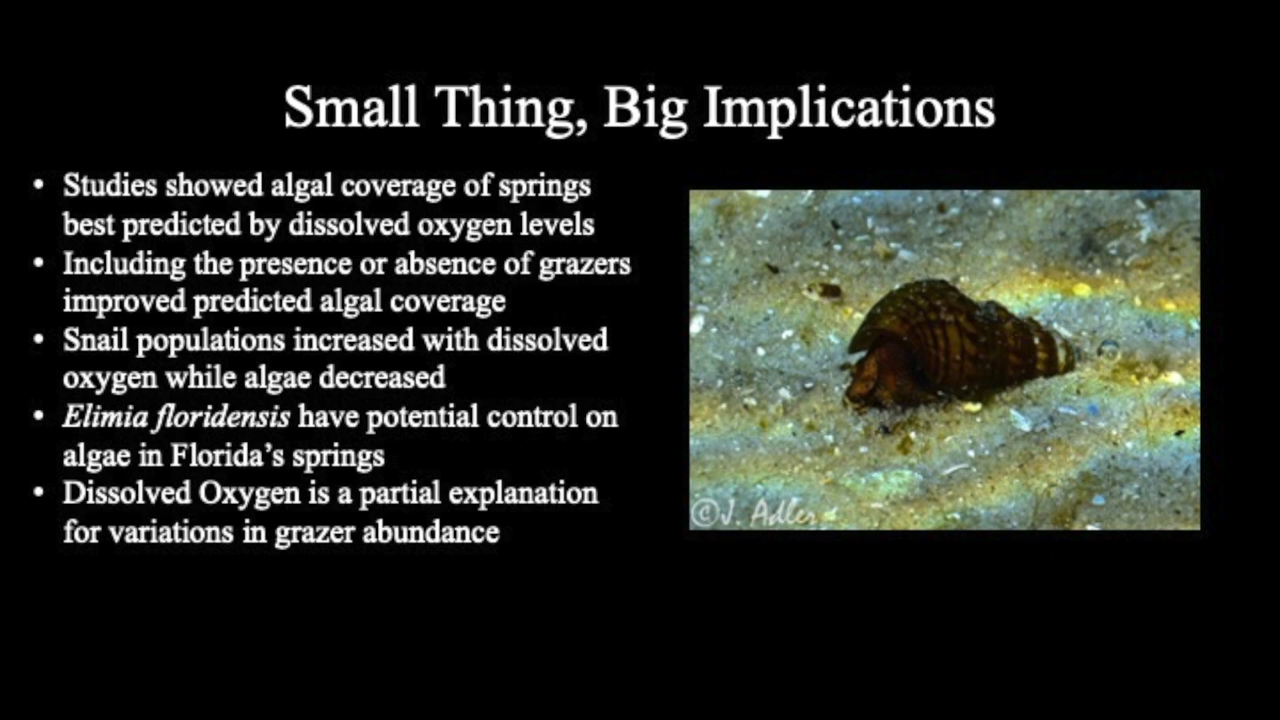 Small Thing, Big Implications
• Studies showed algal coverage of springs
best predicted by dissolved oxygen levels
• Including the presence or absence of grazers
improved predicted algal coverage
• Snail populations increased with dissolved
oxygen while algae decreased
• Elimia floridensis have potential control on
algae in Florida’s springs
• Dissolved Oxygen is a partial explanation
for variations in grazer abundance
©J. Adler